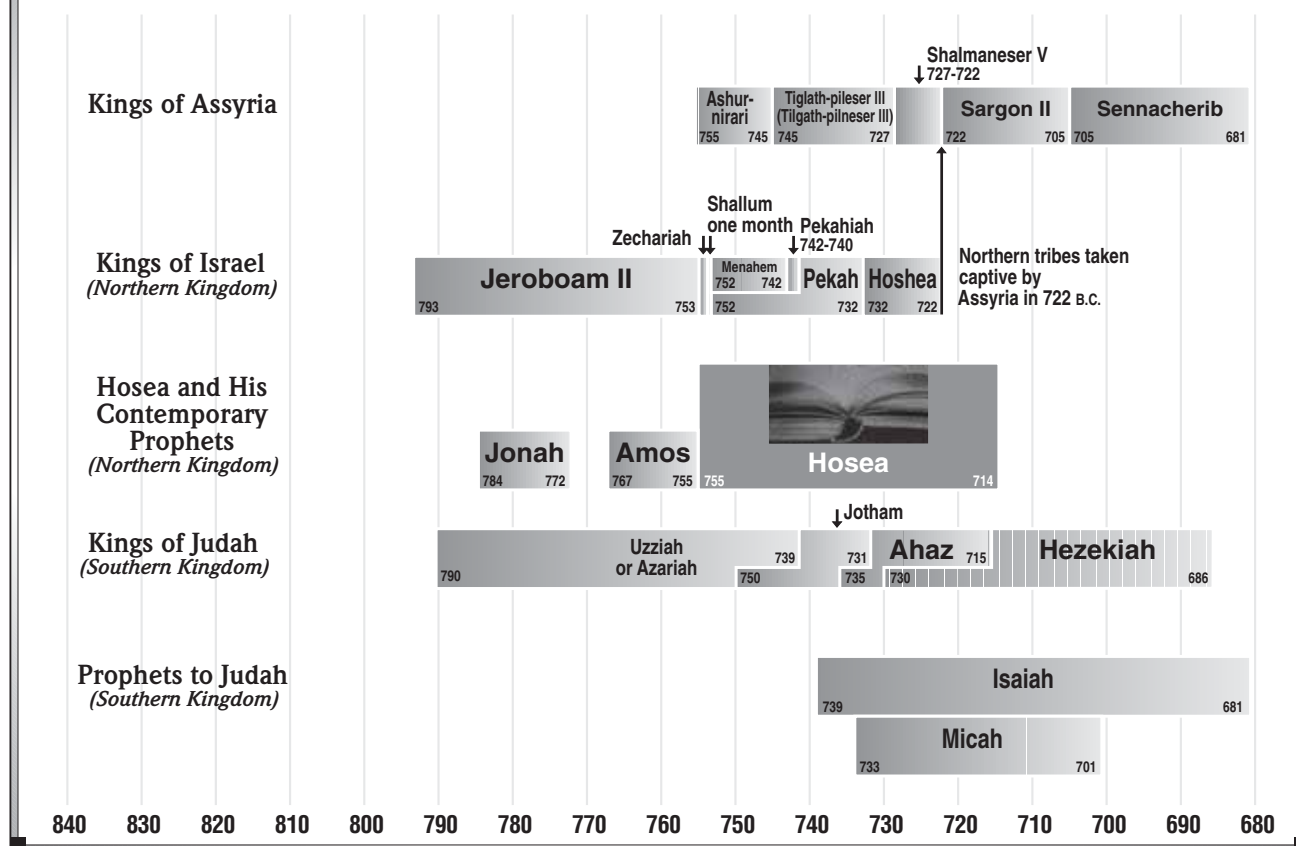 Shalmaneser V
727-722
Kings of Assyria
Ashur-
nirari
755 745
Tiglath-pileser III
(Tilgath-pilneser III)
745 727
Sargon II
722 705
Sennacherib
705 681
Shallum
one month
Zechariah
Pekahiah
742-740
Kings of Israel
(Northern Kingdom)
Jeroboam II
793 753
Menahem
752 742
Pekah
752 732
Hoshea
732 722
Northern tribes taken
captive by
Assyria in 722 B.C.
Hosea and His
Contemporary
Prophets
(Northern Kingdom)
Jonah
784 772
Amos
767 755
Hosea
755 714
Jotham
Kings of Judah
(Southern Kingdom)
Uzziah
or Azariah
790 739
750 731
Ahaz
735 715
Hezekiah
730 686
Prophets to Judah
(Southern Kingdom)
Isaiah
739 681
Micah
733 701
840 830 820 810 800 790 780 770 760 750 740 730 720 710 700 690 680